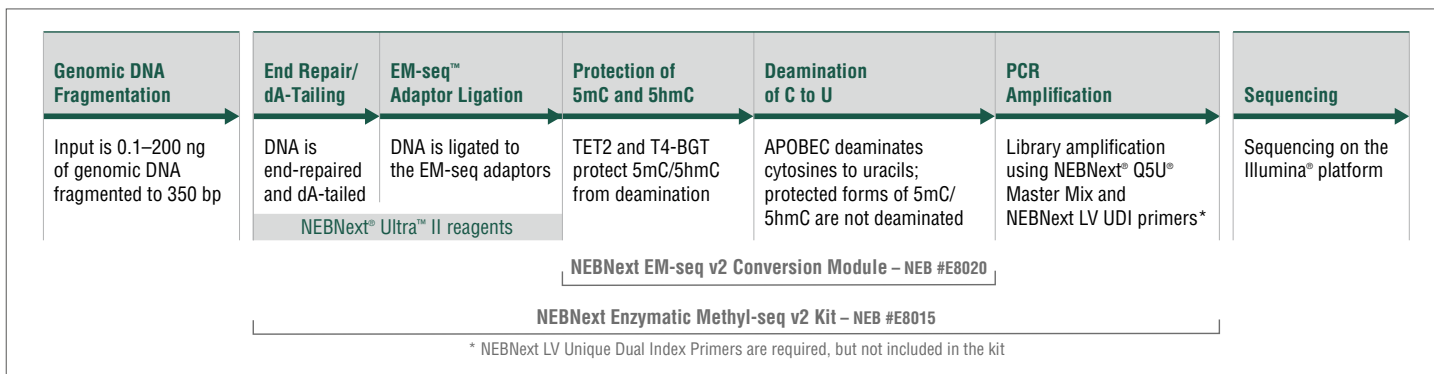 Genomic DNA
Fragmentation
Input is 0.1–200 ng
of genomic DNA
fragmented to 350 bp
End Repair/
dA-Tailing
DNA is
end-repaired
and dA-tailed
EM-seq™
Adaptor Ligation
DNA is ligated to
the EM-seq adaptors
NEBNext® Ultra™ II reagents
Protection of
5mC and 5hmC
TET2 and T4-BGT
protect 5mC/5hmC
from deamination
Deamination
of C to U
APOBEC deaminates
cytosines to uracils;
protected forms of 5mC/
5hmC are not deaminated
PCR
Amplification
Library amplification
using NEBNext® Q5U®
Master Mix and
NEBNext LV UDI primers*
Sequencing
Sequencing on the
Illumina® platform
NEBNext EM-seq v2 Conversion Module – NEB #E8020
NEBNext Enzymatic Methyl-seq v2 Kit – NEB #E8015
* NEBNext LV Unique Dual Index Primers are required, but not included in the kit